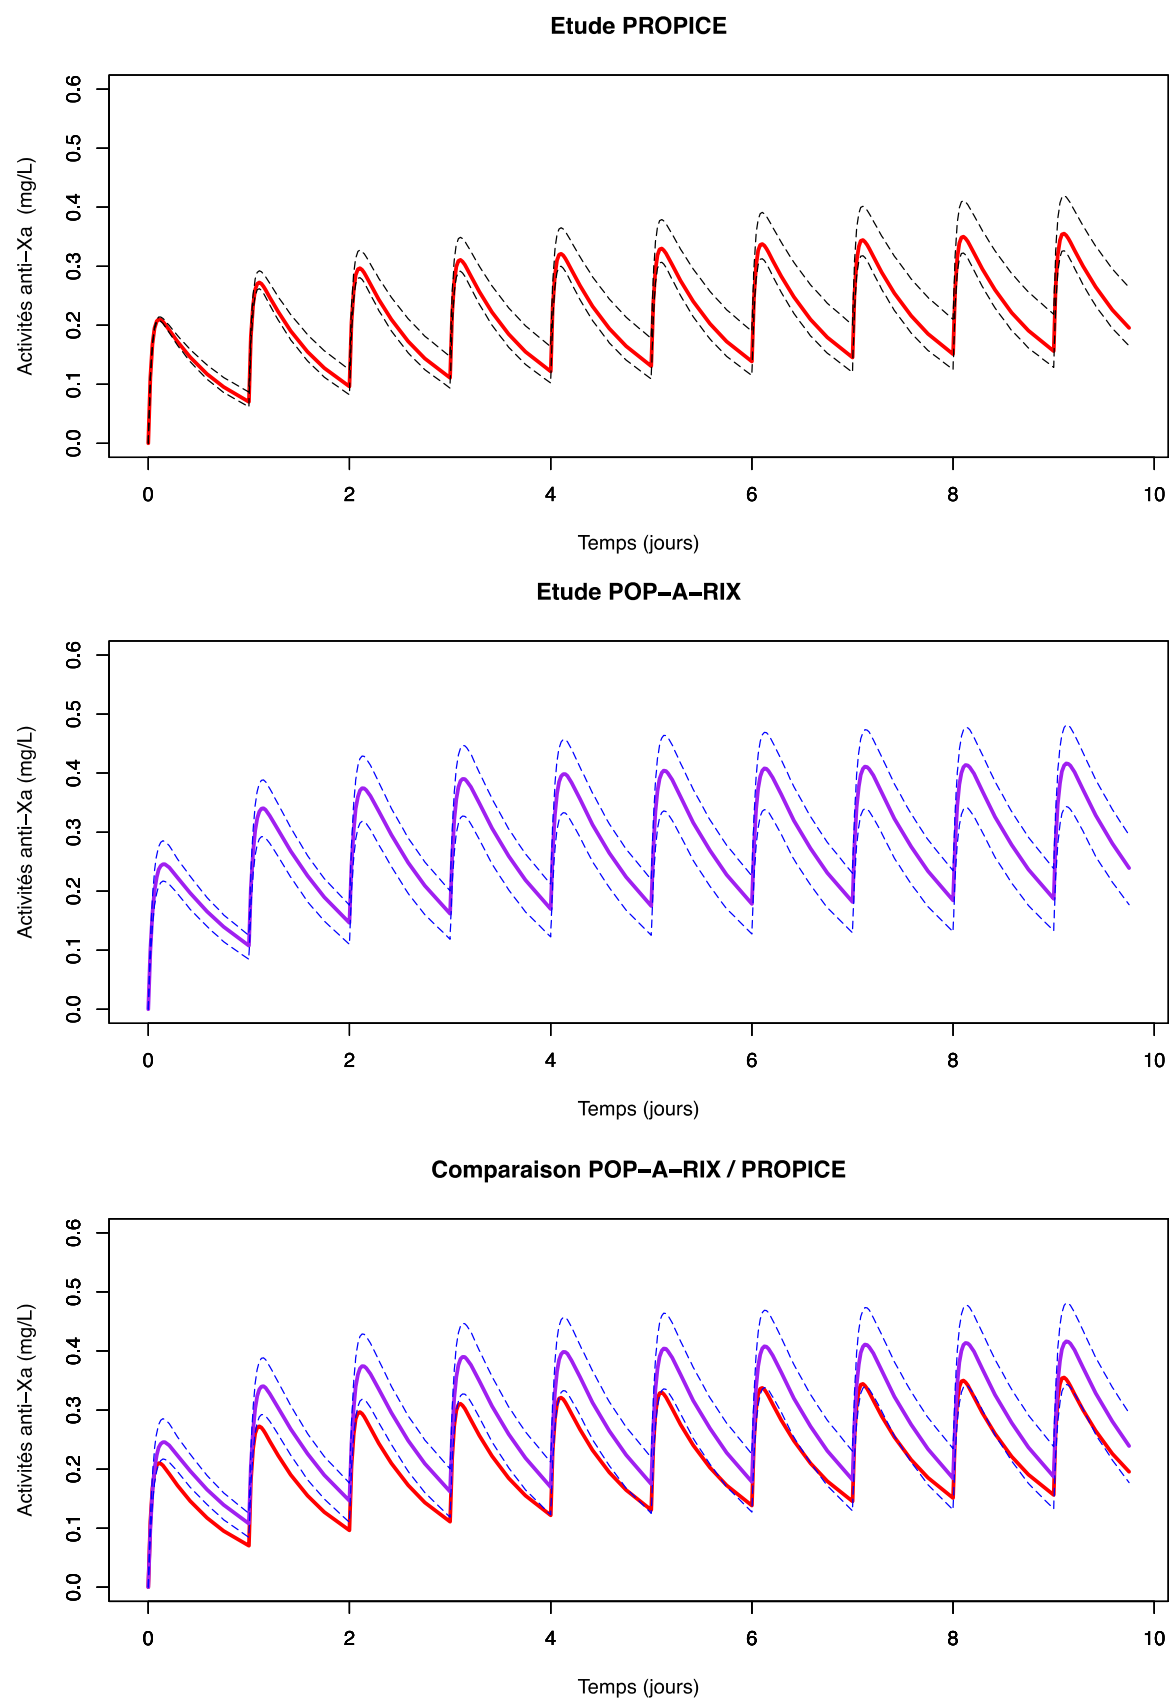 Etude PROPICE
Activités anti−Xa (mg/L)
0.6
0.5
0.4
0.3
0.2
0.1
0.0
0 2 4 6 8 10
Temps (jours)
Etude POP−A−RIX
Activités anti−Xa (mg/L)
0.6
0.5
0.4
0.3
0.2
0.1
0.0
0 2 4 6 8 10
Temps (jours)
Comparaison POP−A−RIX / PROPICE
Activités anti−Xa (mg/L)
0.6
0.5
0.4
0.3
0.2
0.1
0.0
0 2 4 6 8 10
Temps (jours)